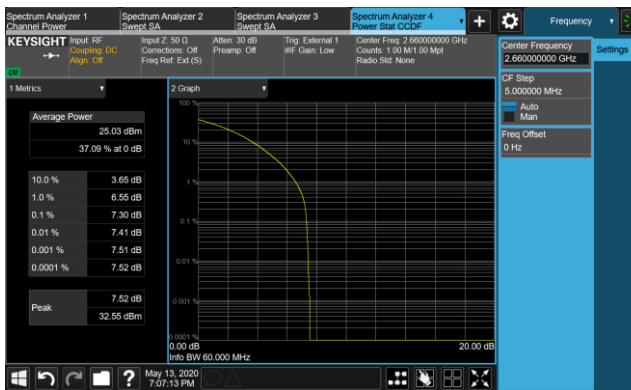 Spectrum Analyzer 1
Channel Power
Spectrum Analyzer 2
Swept SA
Spectrum Analyzer 3
Swept SA
Spectrum Analyzer 4
Power Stat CCDF
+
Frequency
KEYSIGHT
Input: RF
Coupling: DC
Align: Off
Input Z: 50 Ω
Corrections: Off
Freq Ref: Ext (S)
Atten: 30 dB
Preamp: Off
Trig: External 1
#IF Gain: Low
Center Freq: 2.660000000 GHz
Counts: 1.00 M/1.00 Mpt
Radio Std: None
LXI
Center Frequency
2.660000000 GHz
Settings
CF Step
5.000000 MHz
Auto
Man
Freq Offset
0 Hz
1 Metrics
Average Power
25.03 dBm
37.09 % at 0 dB
10.0 % 3.65 dB
1.0 % 6.55 dB
0.1 % 7.30 dB
0.01 % 7.41 dB
0.001 % 7.51 dB
0.0001 % 7.52 dB
Peak
7.52 dB
32.55 dBm
2 Graph
100 %
10 %
1 %
0.1 %
0.01 %
0.001 %
0.0001 %
0.00 dB
20.00 dB
Info BW 60.000 MHz
?
May 13, 2020
7:07:13 PM